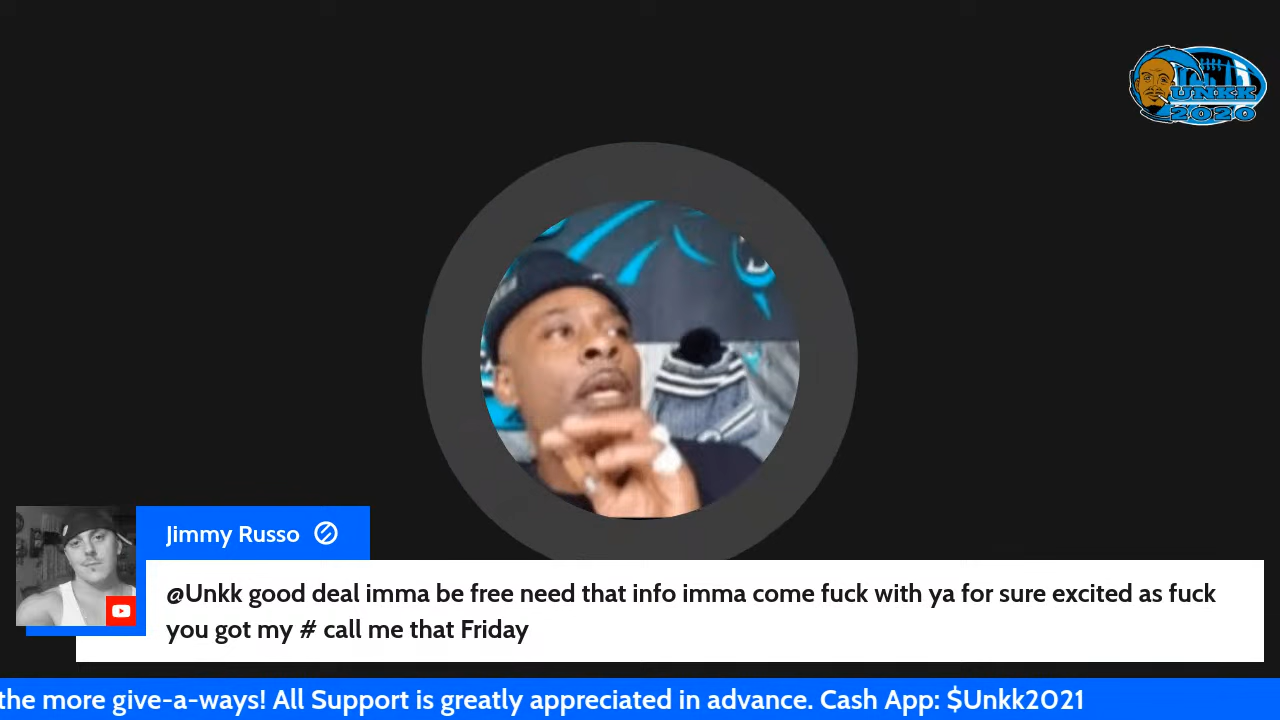 UNKK
2020
Jimmy Russo
@Unkk good deal imma be free need that info imma come fuck with ya for sure excited as fuck
you got my # call me that Friday
the more give-a-ways! All Support is greatly appreciated in advance. Cash App: $Unkk2021